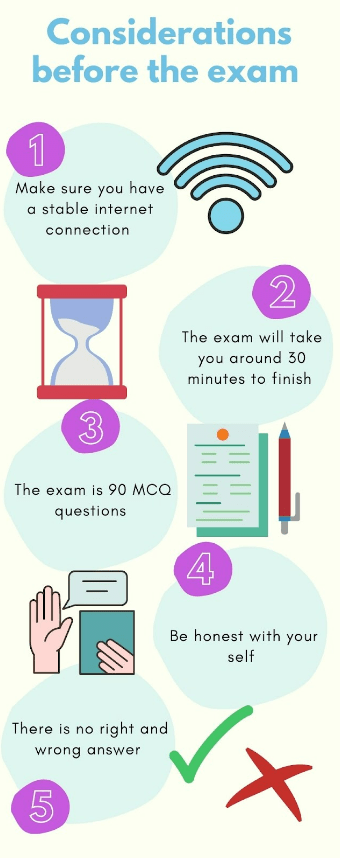 Considerations
before the exam
1
Make sure you have
a stable internet
connection
2
The exam will take
you around 30
minutes to finish
3
The exam is 90 MCQ
questions
4
Be honest with your
self
There is no right and
wrong answer
5